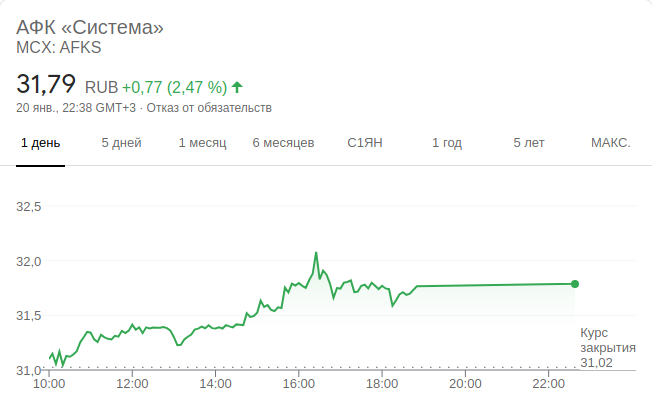 АФК «Система»
MCX: AFKS
31,79 RUB +0,77 (2,47 %)
20 янв., 22:38 GMT+3 · Отказ от обязательств
1 день 5 дней 1 месяц 6 месяцев С1ЯН 1 год 5 лет МАКС.
32,5
32,0
31,5
31,0
Курс
закрытия
31,02
10:00 12:00 14:00 16:00 18:00 20:00 22:00